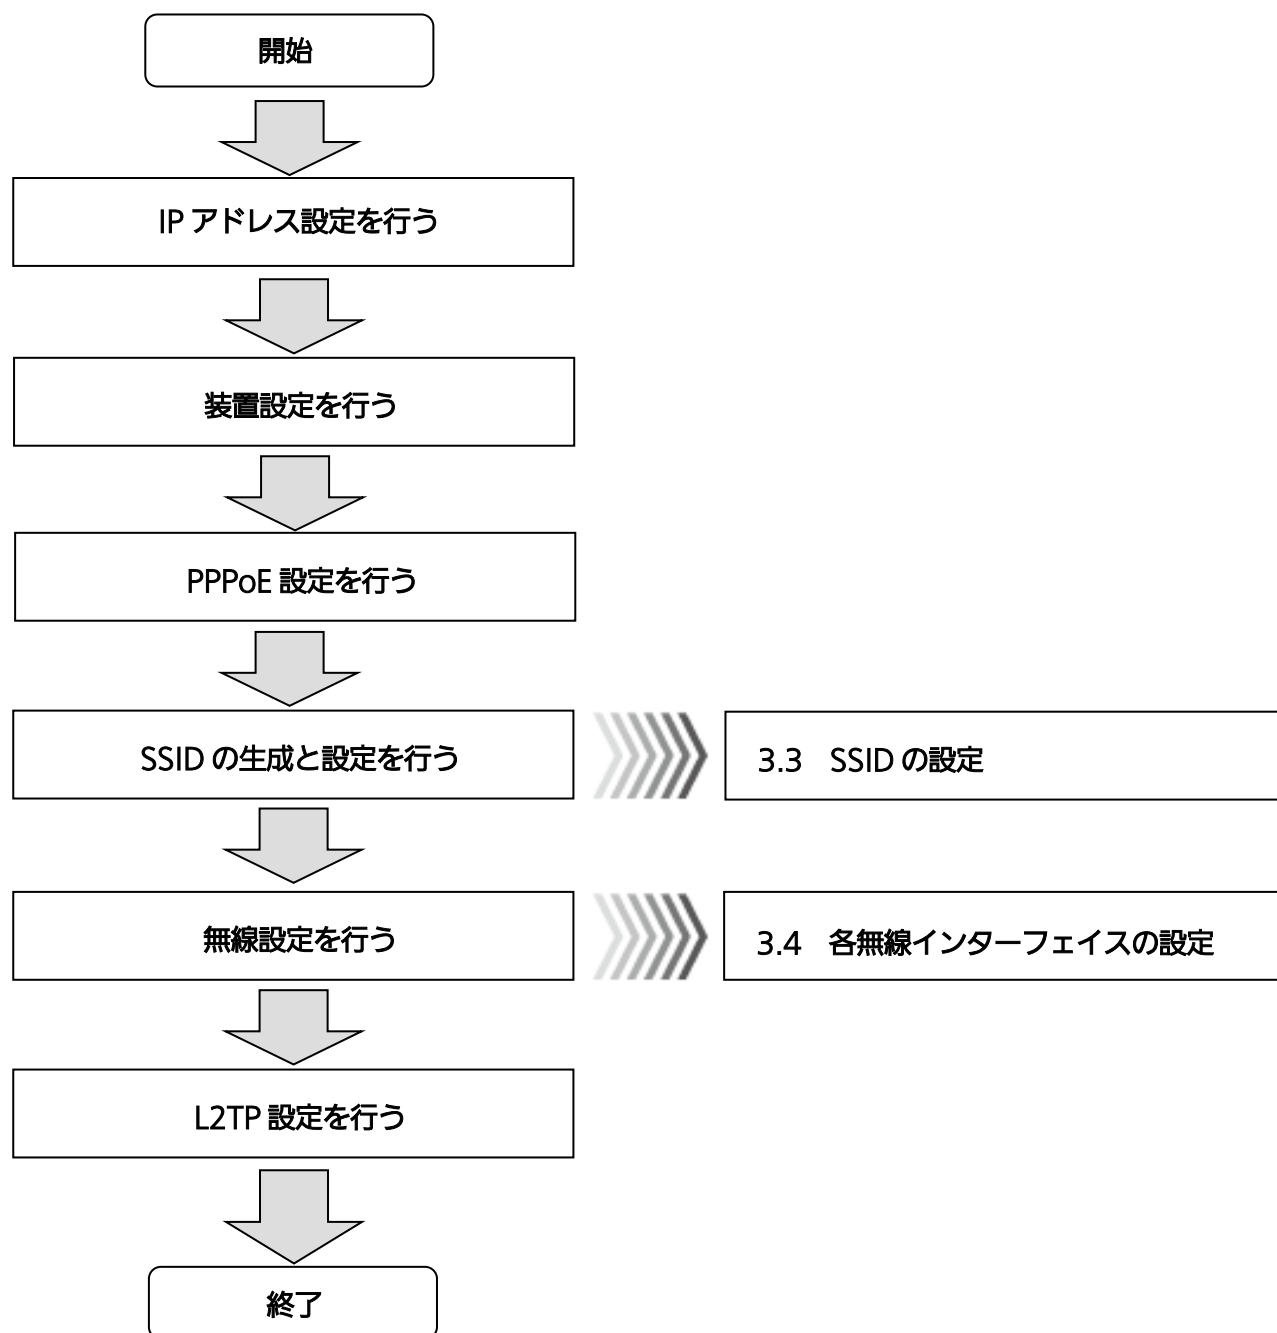 開始
IP アドレス設定を行う
装置設定を行う
PPPoE 設定を行う
SSID の生成と設定を行う
3.3 SSID の設定
無線設定を行う
3.4 各無線インターフェイスの設定
L2TP 設定を行う
終了